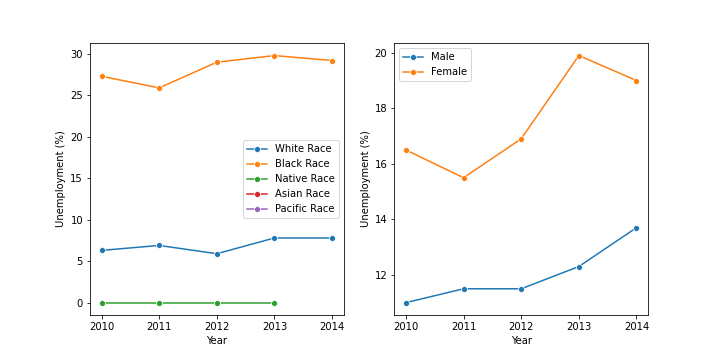 Unemployment (%)
30
25
20
15
10
5
0
White Race
Black Race
Native Race
Asian Race
Pacific Race
2010 2011 2012 2013 2014
Year
Unemployment (%)
20
18
16
14
12
Male
Female
2010 2011 2012 2013 2014
Year